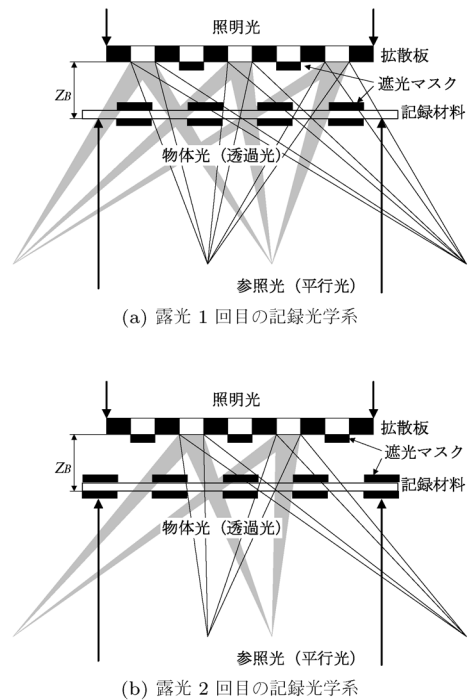 照明光
拡散板
Z_B
遮光マスク
記録材料
物体光（透過光）
参照光（平行光）
(a) 露光 1 回目の記録光学系
照明光
拡散板
Z_B
遮光マスク
記録材料
物体光（透過光）
参照光（平行光）
(b) 露光 2 回目の記録光学系